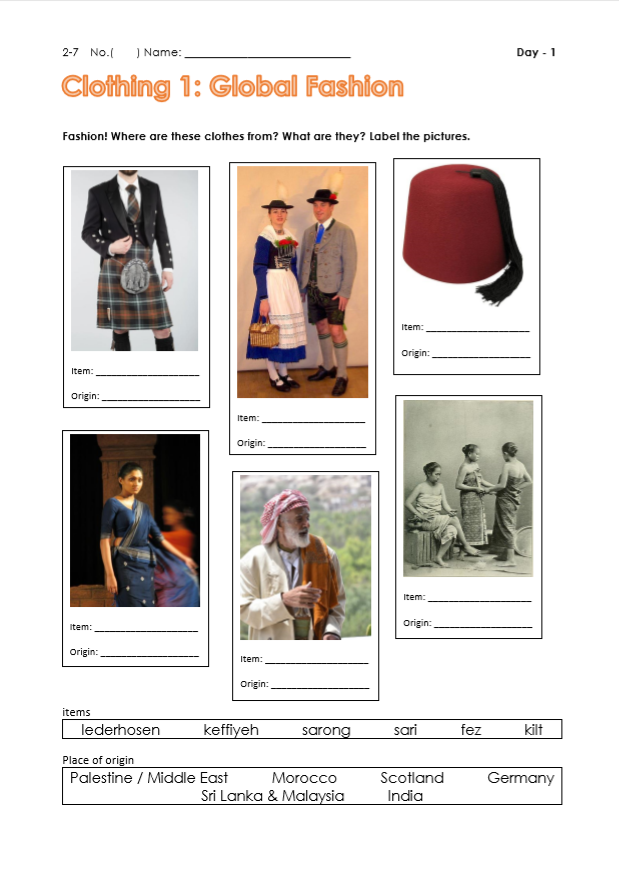 2-7 No.( ) Name: ___________________________ Day - 1
Clothing 1: Global Fashion
Fashion! Where are these clothes from? What are they? Label the pictures.
Item: ____________________
Origin: ___________________
Item: ____________________
Origin: ___________________
Item: ____________________
Origin: ___________________
Item: ____________________
Origin: ___________________
Item: ____________________
Origin: ___________________
Item: ____________________
Origin: ___________________
items
lederhosen keffiyeh sarong sari fez kilt
Place of origin
Palestine / Middle East Morocco Scotland Germany
Sri Lanka & Malaysia India